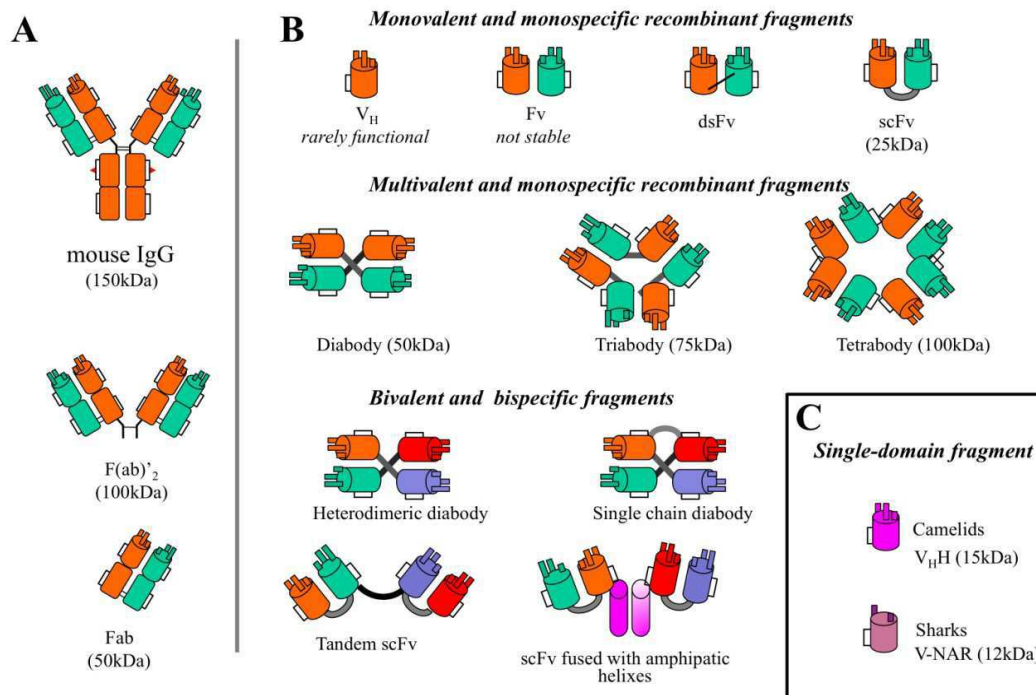 A
mouse IgG
(150kDa)
F(ab)’₂
(100kDa)
Fab
(50kDa)
B
Monovalent and monospecific recombinant fragments
V_H
rarely functional
Fv
not stable
dsFv
scFv
(25kDa)
Multivalent and monospecific recombinant fragments
Diabody (50kDa)
Triabody (75kDa)
Tetrabody (100kDa)
Bivalent and bispecific fragments
Heterodimeric diabody
Single chain diabody
Tandem scFv
scFv fused with amphipatic
helixes
C
Single-domain fragment
Camelids
V_HH (15kDa)
Sharks
V-NAR (12kDa)